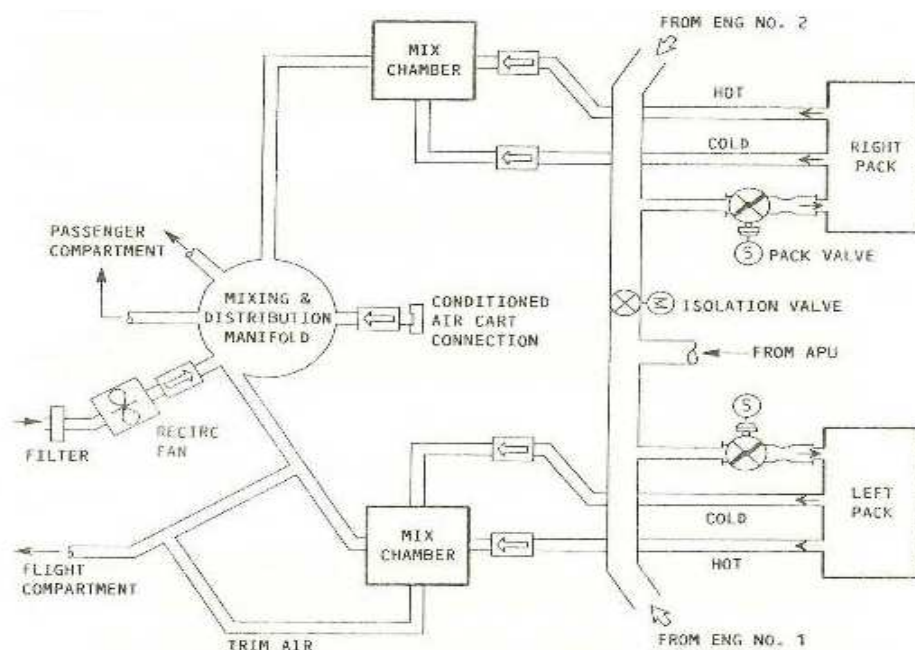 FROM ENG NO. 2
MIX
CHAMBER
HOT
COLD
RIGHT
PACK
PASSENGER
COMPARTMENT
S
PACK VALVE
MIXING &
DISTRIBUTION
MANIFOLD
CONDITIONED
AIR CART
CONNECTION
M
ISOLATION VALVE
FROM APU
S
FILTER
RECIRC
FAN
LEFT
PACK
COLD
MIX
CHAMBER
HOT
FLIGHT
COMPARTMENT
TRIM AIR
FROM ENG NO. 1